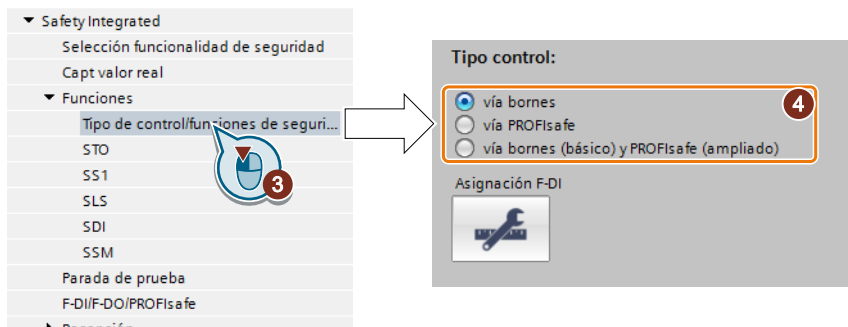 Safety Integrated
Selección funcionalidad de seguridad
Capt valor real
Funciones
Tipo de control/funciones de seguri...
STO
SS1
SLS
SDI
SSM
Parada de prueba
F-DI/F-DO/PROFIsafe
3
Tipo control:
vía bornes
vía PROFIsafe
vía bornes (básico) y PROFIsafe (ampliado)
4
Asignación F-DI